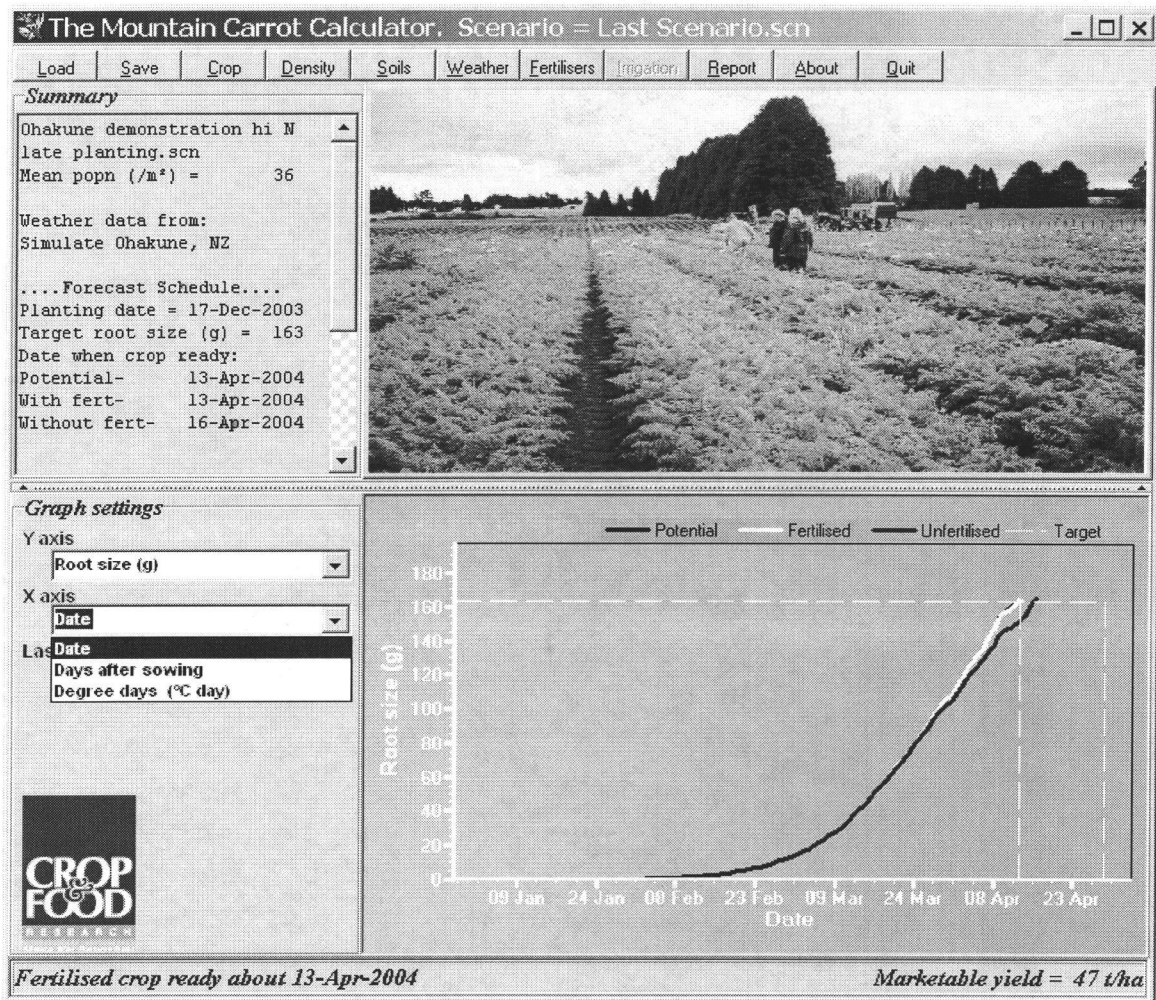 The Mountain Carrot Calculator. Scenario = Last Scenario.scn
Load Save Crop Density Soils Weather Fertilisers Irrigation Report About Quit
Summary
Ohakune demonstration hi N
late planting.scn
Mean popn (/m²) = 36
Weather data from:
Simulate Ohakune, NZ
....Forecast Schedule....
Planting date = 17-Dec-2003
Target root size (g) = 163
Date when crop ready:
Potential- 13-Apr-2004
With fert- 13-Apr-2004
Without fert- 16-Apr-2004
Graph settings
Y axis
Root size (g)
X axis
Date
Las
Date
Days after sowing
Degree days (°C day)
CROP
&
FOOD
RESEARCH
Potential Fertilised Unfertilised Target
180
160
140
120
100
80
60
40
20
0
Root size (g)
09 Jan 24 Jan 08 Feb 23 Feb 09 Mar 24 Mar 08 Apr 23 Apr
Date
Fertilised crop ready about 13-Apr-2004
Marketable yield = 47 t/ha